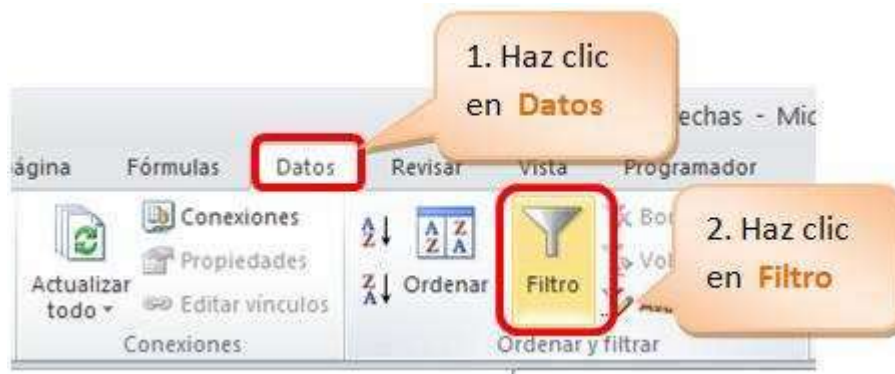 1. Haz clic
en Datos
echas - Mic
ágina Fórmulas Datos Revisar Vista Programador
Conexiones
Propiedades
Editar vínculos
Actualizar
todo
Conexiones
Ordenar
Filtro
Ordenar y filtrar
2. Haz clic
en Filtro